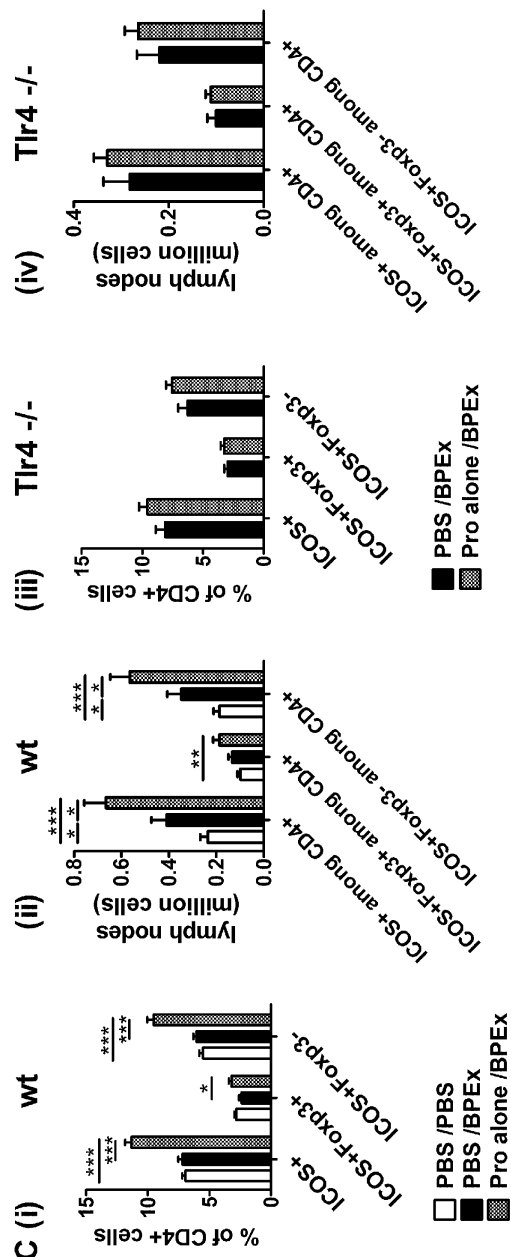 C (i)
wt
% of CD4+ cells
15
10
5
0
***
***
*
***
***
ICOS+
ICOS+Foxp3+
ICOS+Foxp3-
PBS /PBS
PBS /BPEx
Pro alone /BPEx
(ii)
wt
lymph nodes
(million cells)
0.8
0.6
0.4
0.2
0.0
***
* *
**
***
* *
ICOS+ among CD4+
ICOS+Foxp3+ among CD4+
ICOS+Foxp3- among CD4+
(iii)
Tlr4 -/-
% of CD4+ cells
15
10
5
0
ICOS+
ICOS+Foxp3+
ICOS+Foxp3-
PBS /BPEx
Pro alone /BPEx
(iv)
Tlr4 -/-
lymph nodes
(million cells)
0.4
0.2
0.0
ICOS+ among CD4+
ICOS+Foxp3+ among CD4+
ICOS+Foxp3- among CD4+